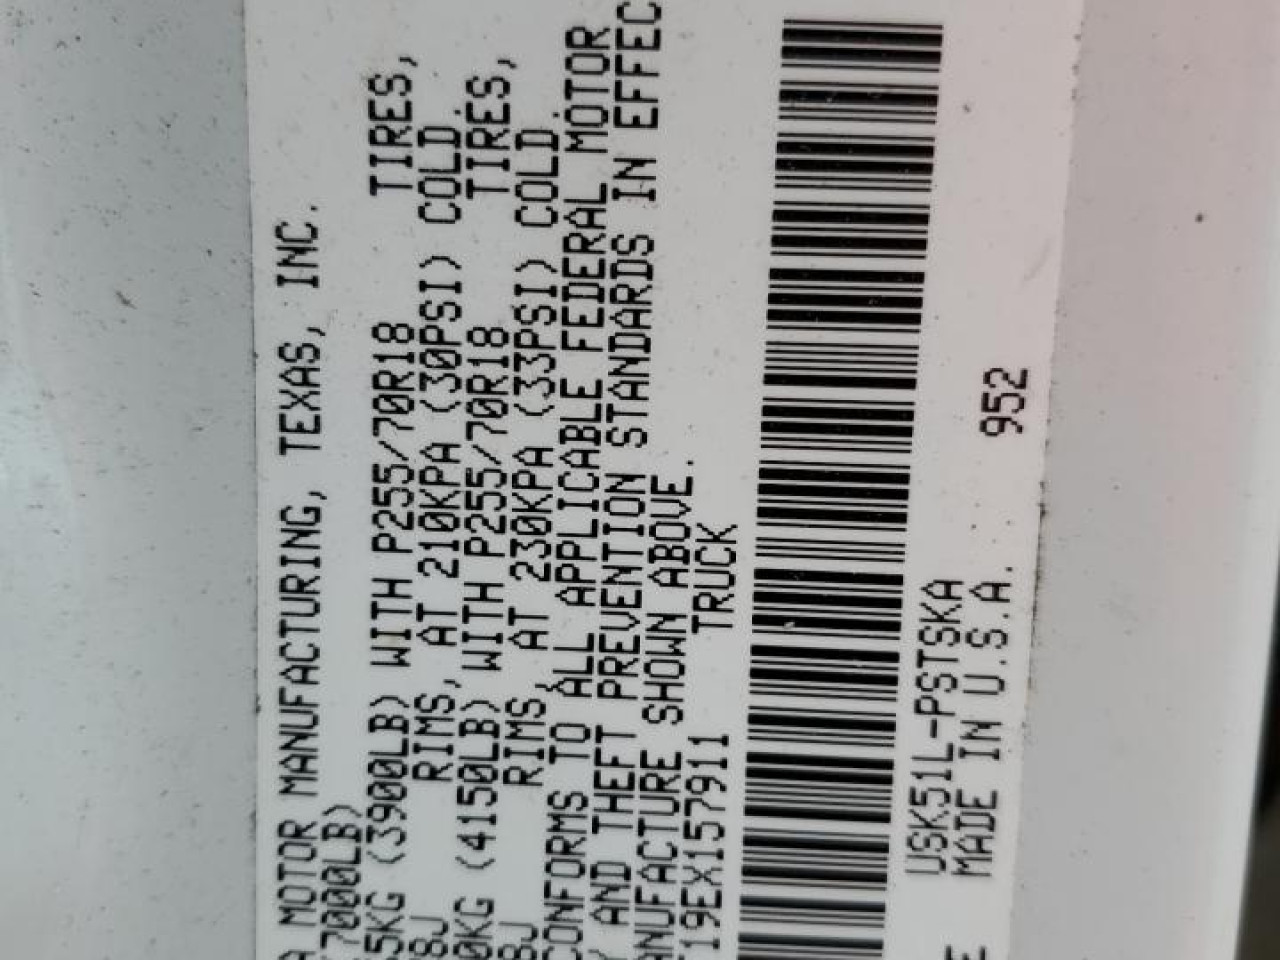 A MOTOR MANUFACTURING, TEXAS, INC.
7000LB)
5KG (3900LB) WITH P255/70R18 TIRES,
8J RIMS, AT 210KPA (30PSI) COLD.
0KG (4150LB) WITH P255/70R18 TIRES,
8J RIMS, AT 230KPA (33PSI) COLD.
CONFORMS TO ALL APPLICABLE FEDERAL MOTOR
Y AND THEFT PREVENTION STANDARDS IN EFFEC
ANUFACTURE SHOWN ABOVE.
19EX157911 TRUCK
USK51L-PSTSKA
E MADE IN U.S.A. 952